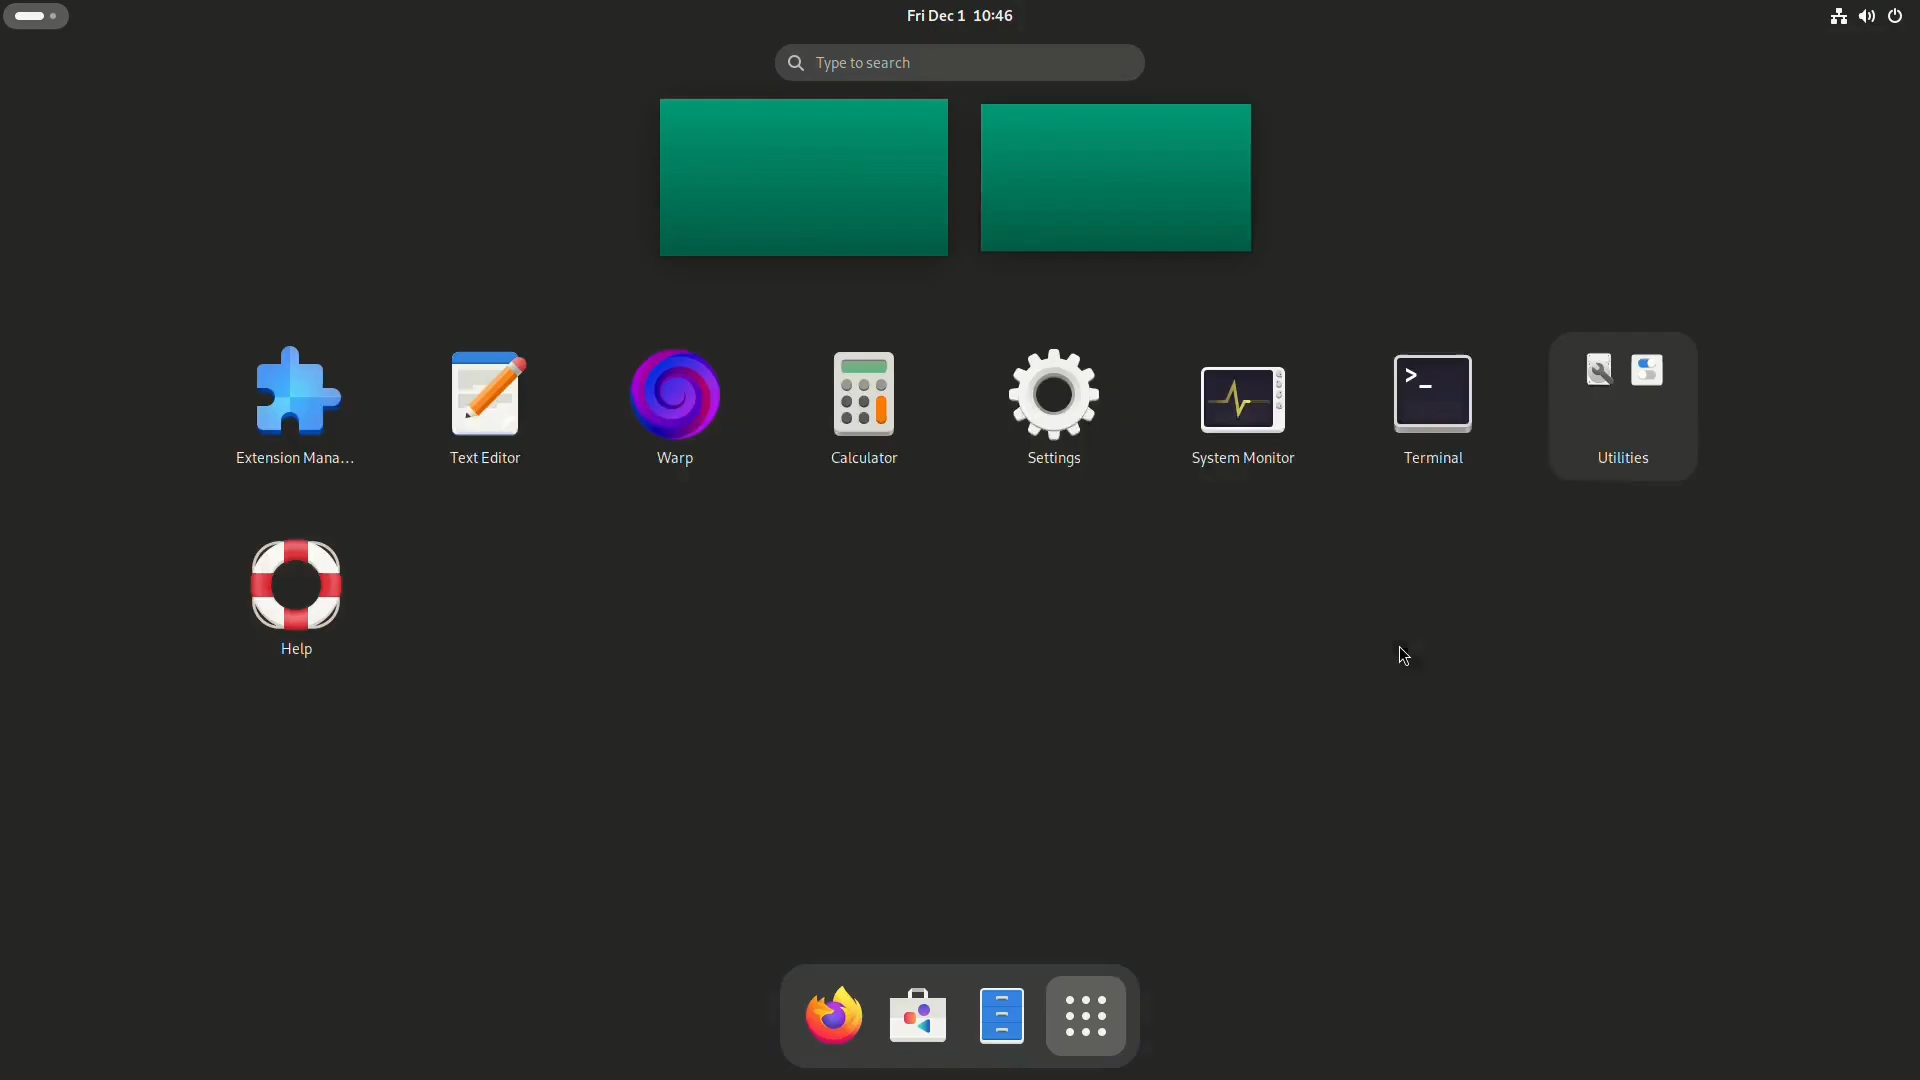 Fri Dec 1 10:46
Type to search
Extension Mana...
Text Editor
Warp
Calculator
Settings
System Monitor
Terminal
Utilities
Help